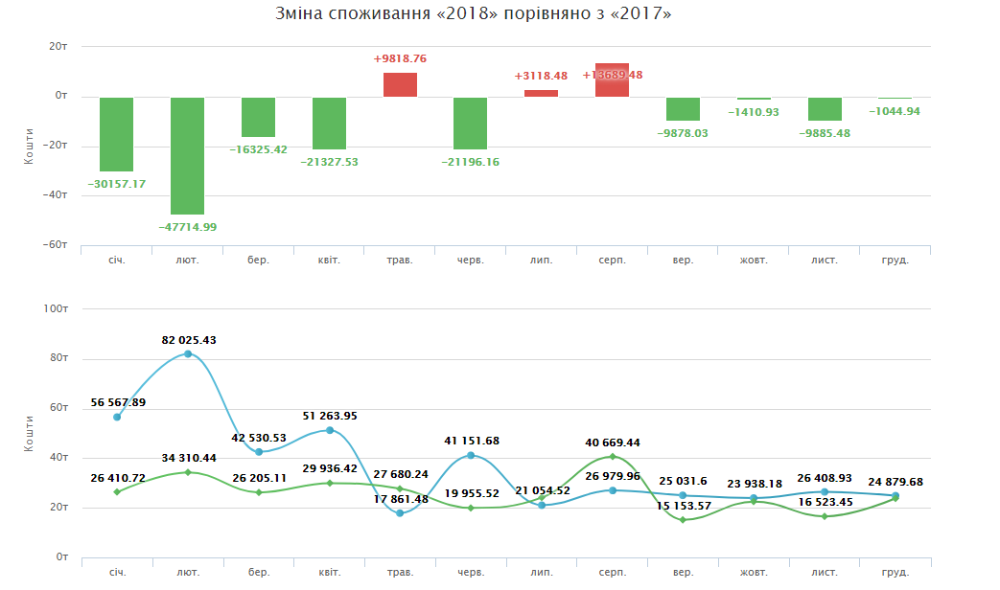 Зміна споживання «2018» порівняно з «2017»
20т
+9818.76
+3118.48
+13689.48
0т
Кошти
−1410.93
−1044.94
−9878.03
−9885.48
−20т
−16325.42
−21327.53
−21196.16
−30157.17
−40т
−47714.99
−60т
січ. лют. бер. квіт. трав. черв. лип. серп. вер. жовт. лист. груд.
100т
82 025.43
80т
56 567.89
60т
Кошти
51 263.95
42 530.53
41 151.68
40 669.44
40т
34 310.44
26 410.72
26 205.11
29 936.42
27 680.24
26 979.96
25 031.6
23 938.18
26 408.93
24 879.68
17 861.48
19 955.52
21 054.52
15 153.57
16 523.45
20т
0т
січ. лют. бер. квіт. трав. черв. лип. серп. вер. жовт. лист. груд.